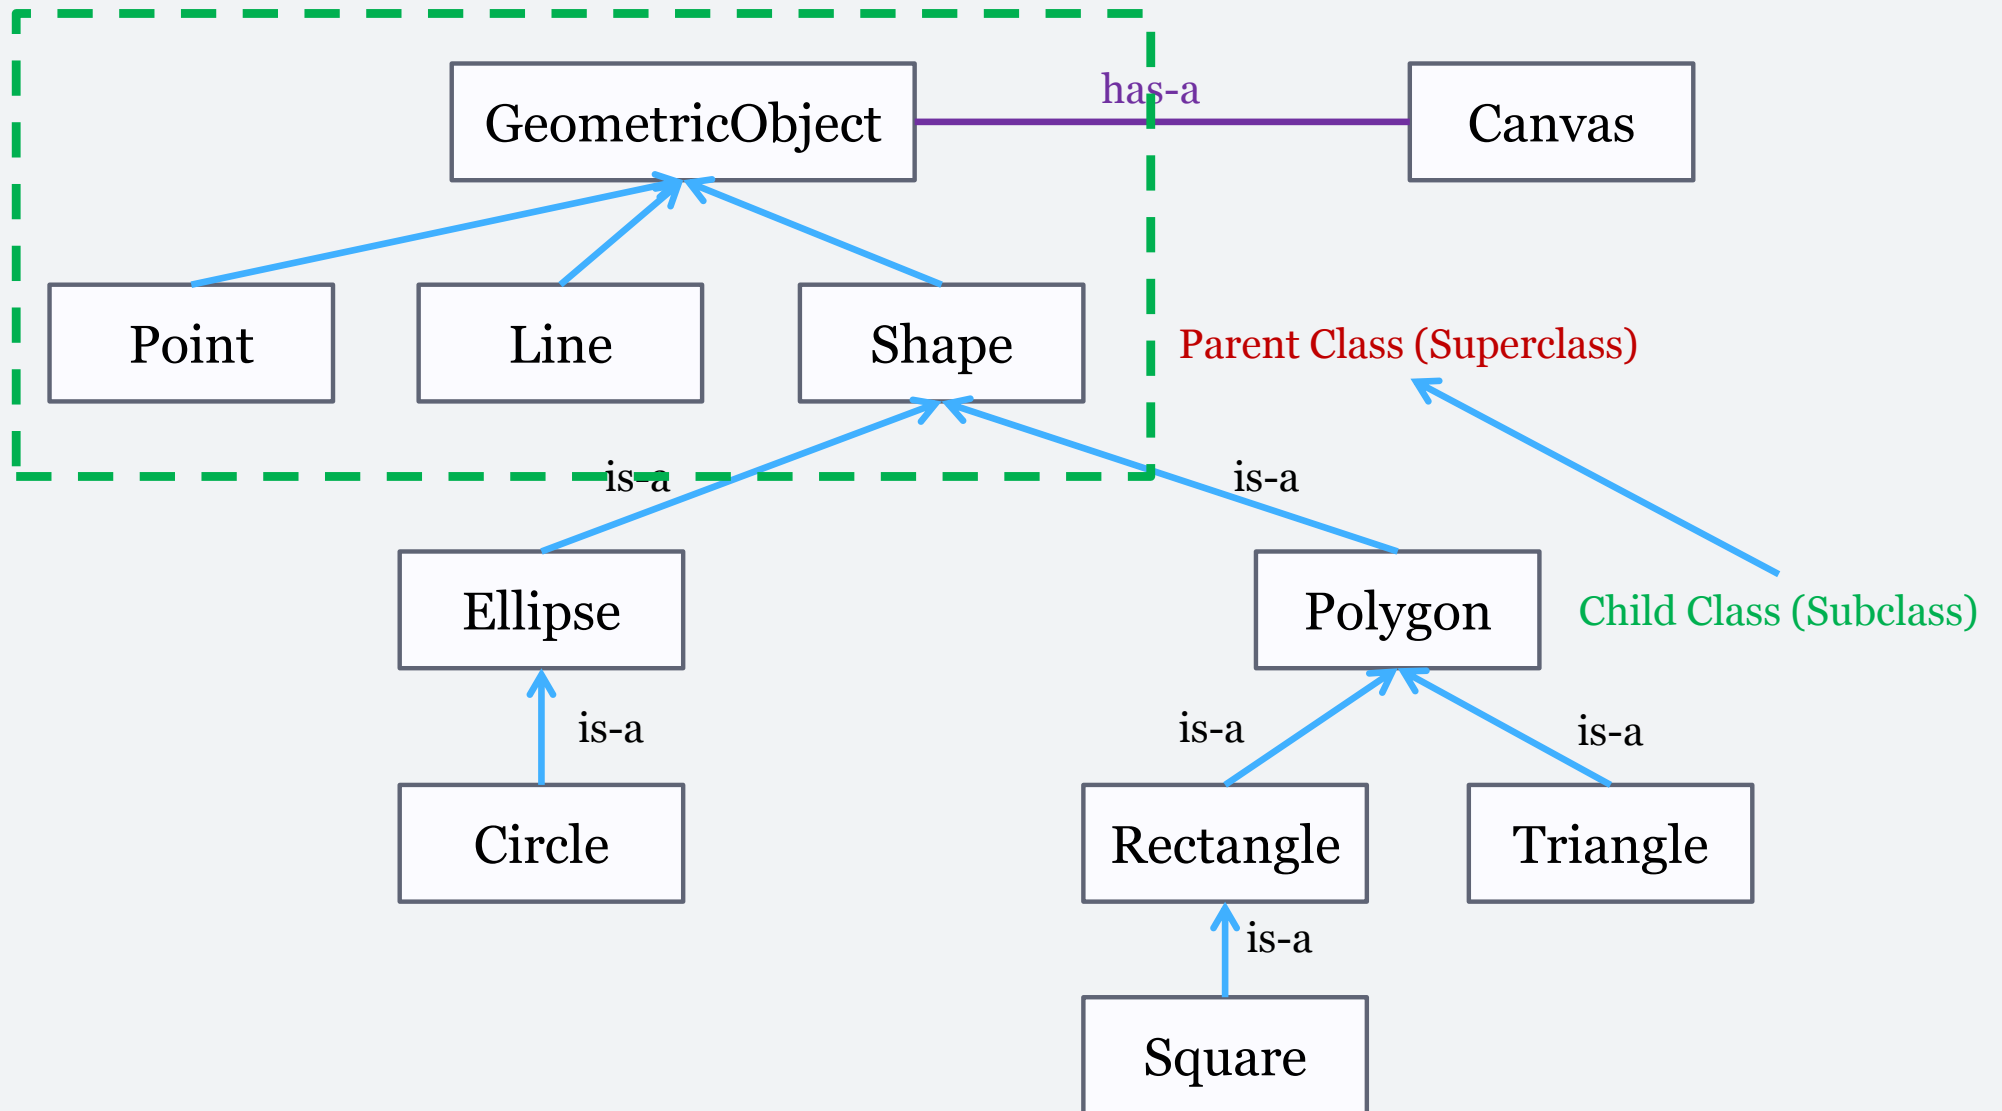 has-a
GeometricObject
Canvas
Point
Line
Shape
Parent Class (Superclass)
is-a
is-a
Ellipse
Polygon
Child Class (Subclass)
is-a
is-a
is-a
Circle
Rectangle
Triangle
is-a
Square